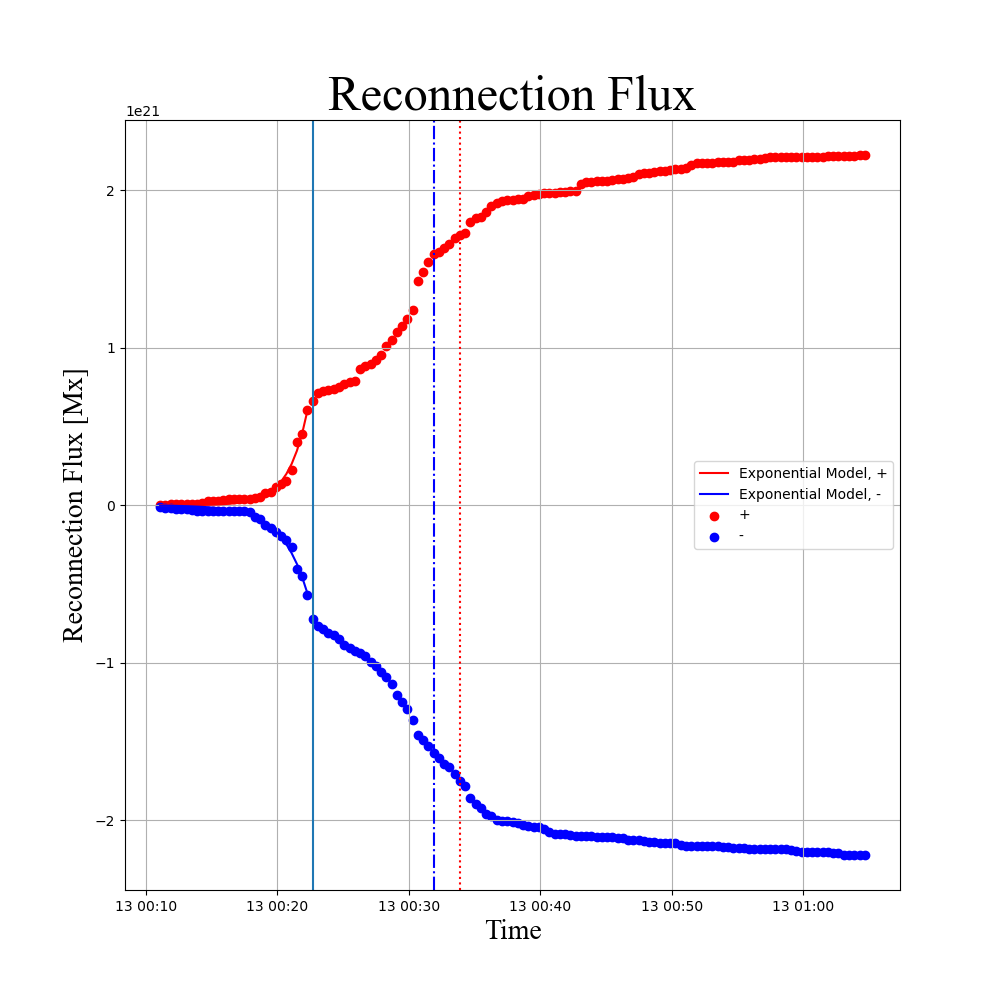 Reconnection Flux
1e21
2
1
0
−1
−2
Reconnection Flux [Mx]
Exponential Model, +
Exponential Model, -
+
-
13 00:10
13 00:20
13 00:30
13 00:40
13 00:50
13 01:00
Time